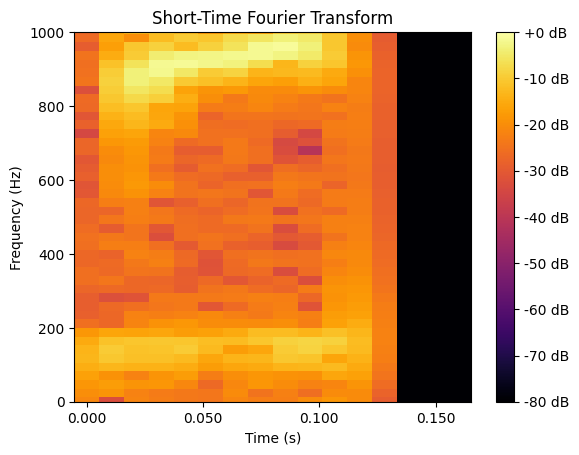 Short-Time Fourier Transform
Frequency (Hz)
1000
800
600
400
200
0
0.000
0.050
0.100
0.150
Time (s)
+0 dB
-10 dB
-20 dB
-30 dB
-40 dB
-50 dB
-60 dB
-70 dB
-80 dB